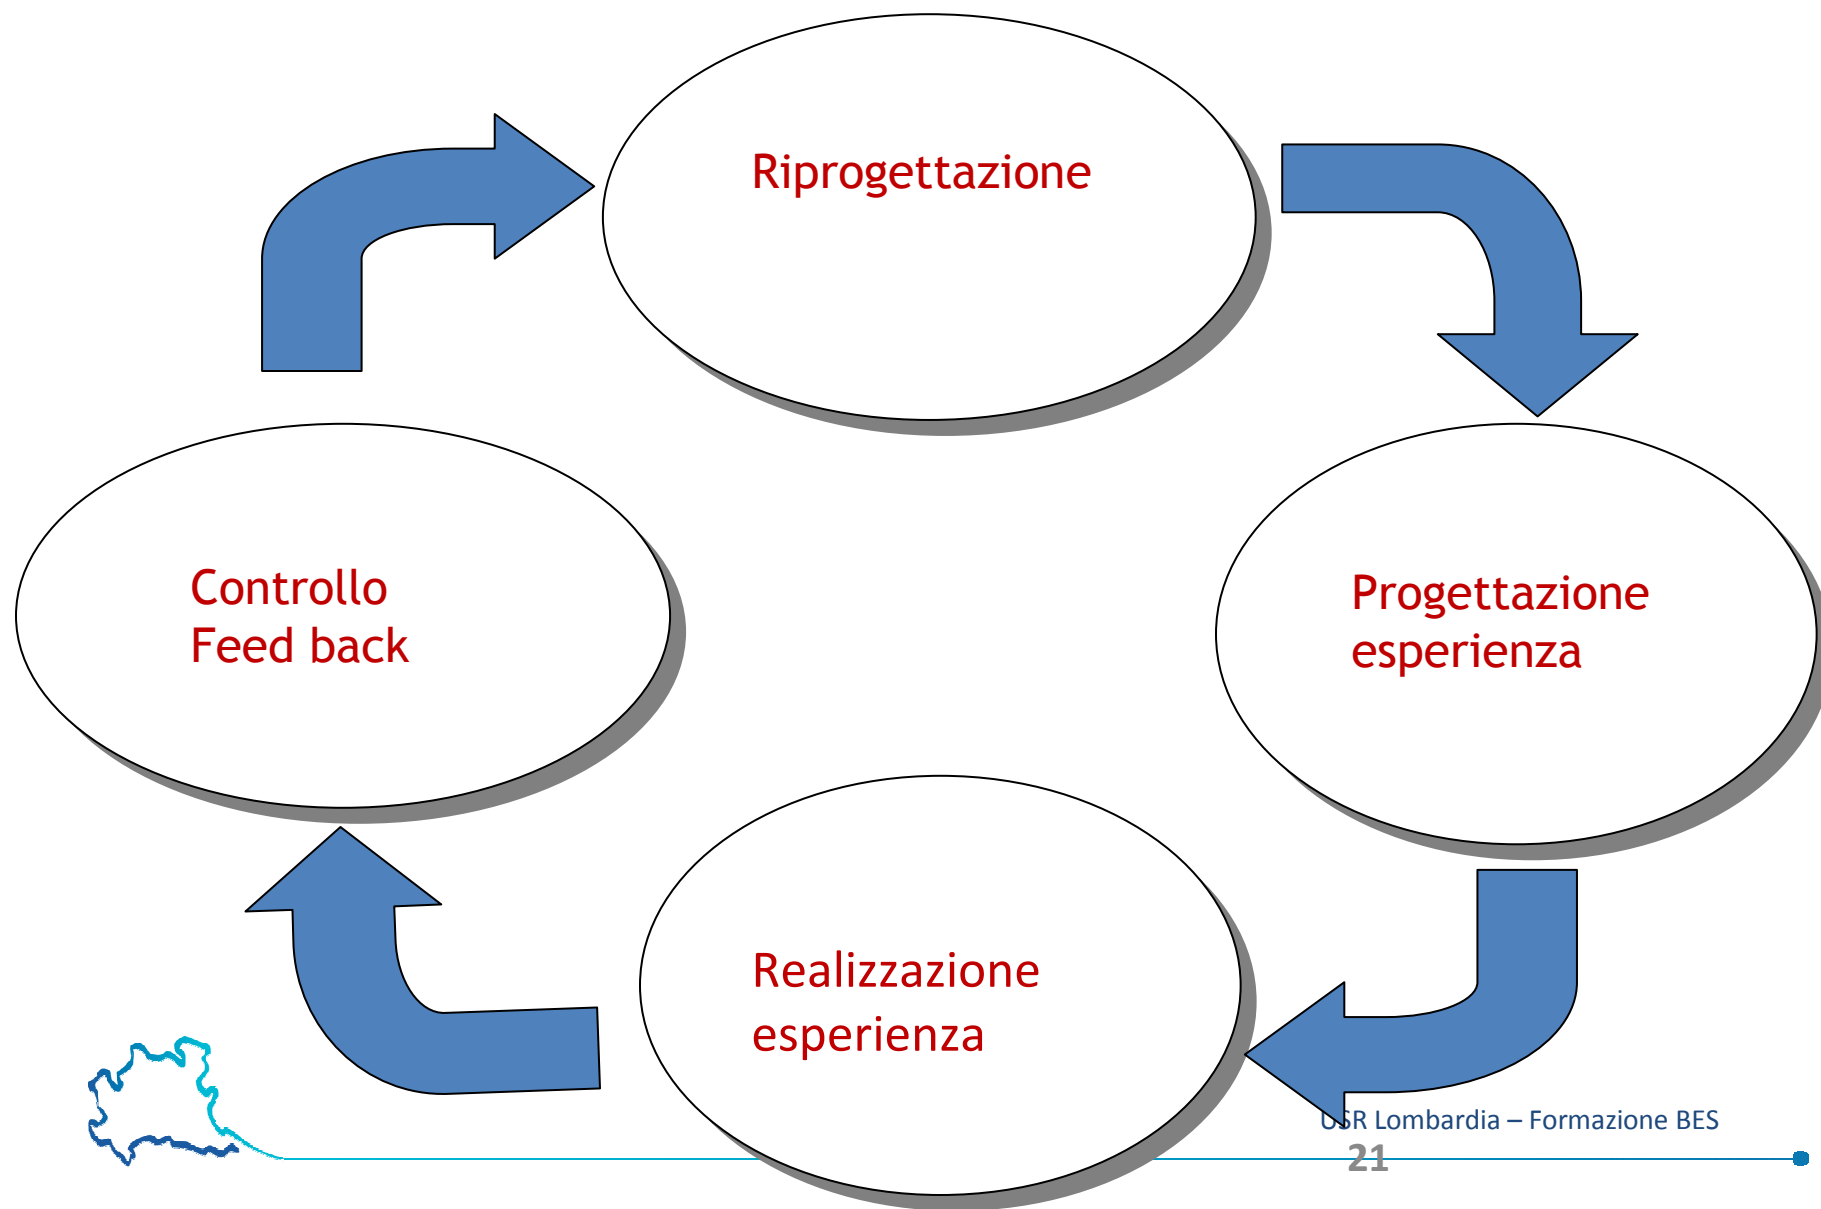 Riprogettazione
Controllo
Feed back
Progettazione
esperienza
Realizzazione
esperienza
USR Lombardia – Formazione BES
21